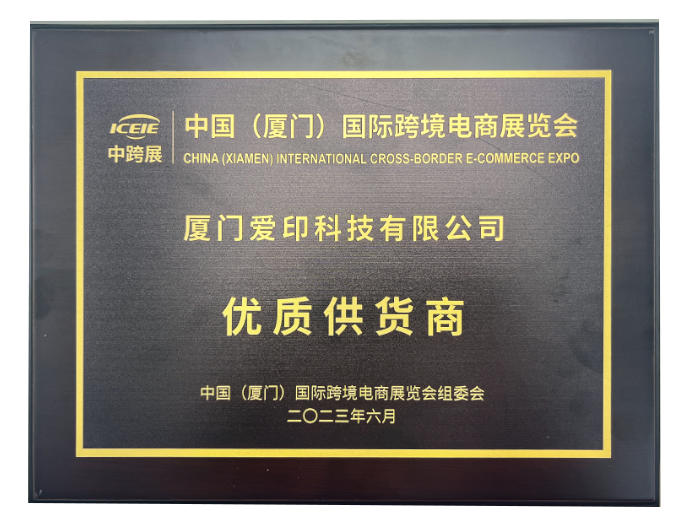 ICEIE
中跨展
中国（厦门）国际跨境电商展览会
CHINA (XIAMEN) INTERNATIONAL CROSS-BORDER E-COMMERCE EXPO
厦门爱印科技有限公司
优质供货商
中国（厦门）国际跨境电商展览会组委会
二〇二三年六月